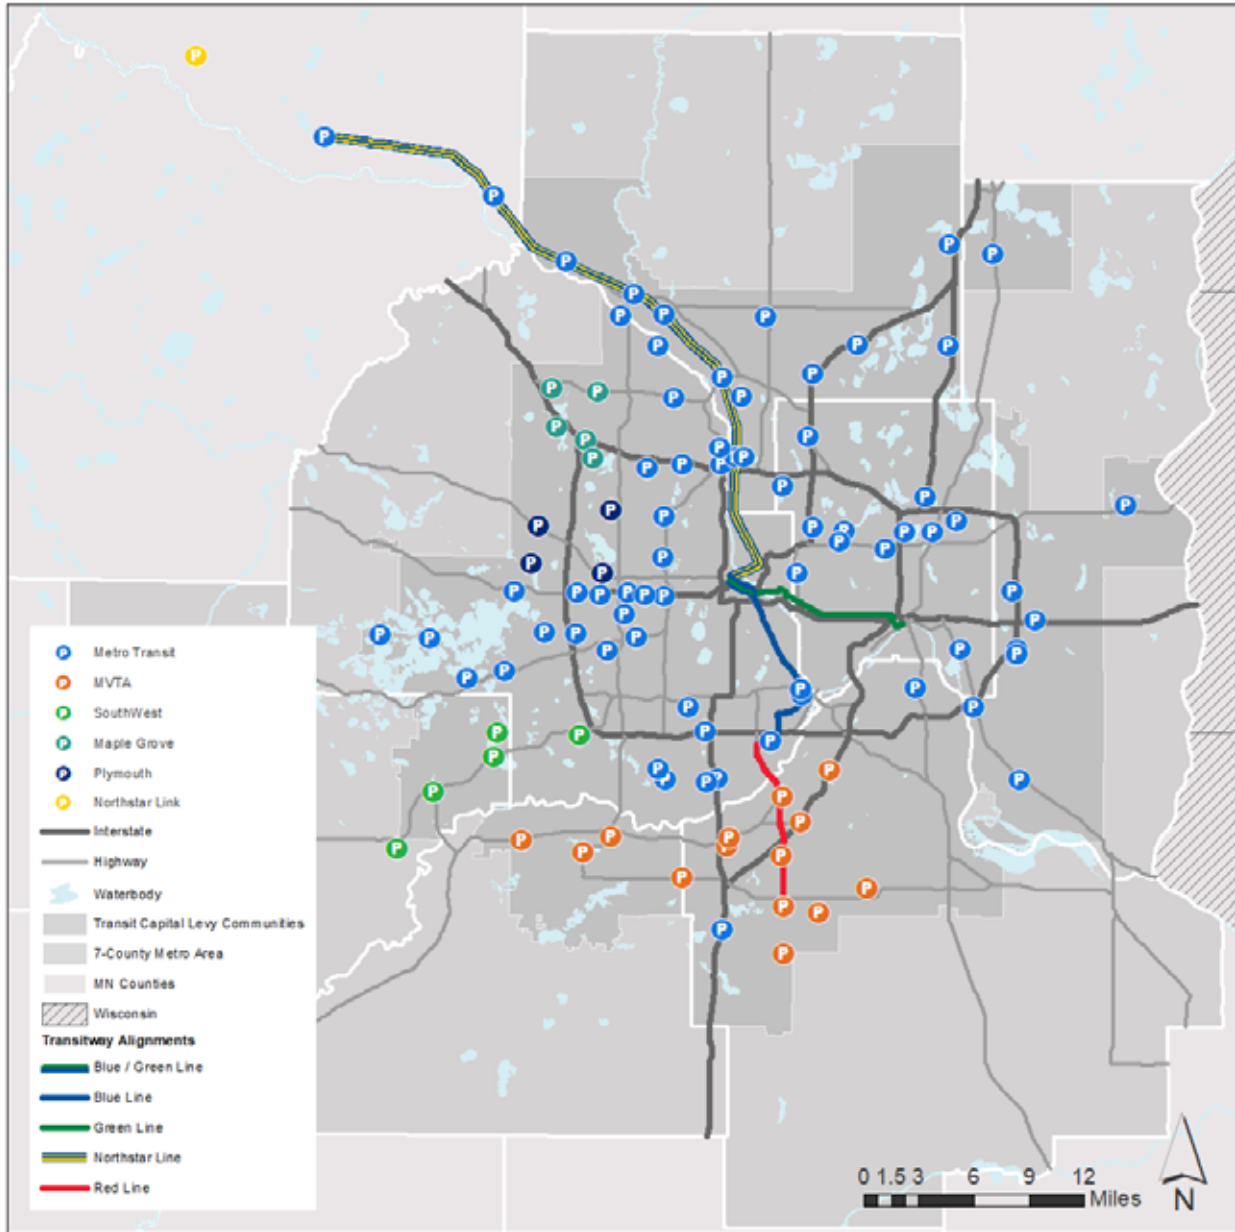 Metro Transit
MVTA
SouthWest
Maple Grove
Plymouth
Northstar Link
Interstate
Highway
Waterbody
Transit Capital Levy Communities
7-County Metro Area
MN Counties
Wisconsin
Transitway Alignments
Blue / Green Line
Blue Line
Green Line
Northstar Line
Red Line
0 1.5 3 6 9 12
Miles
N